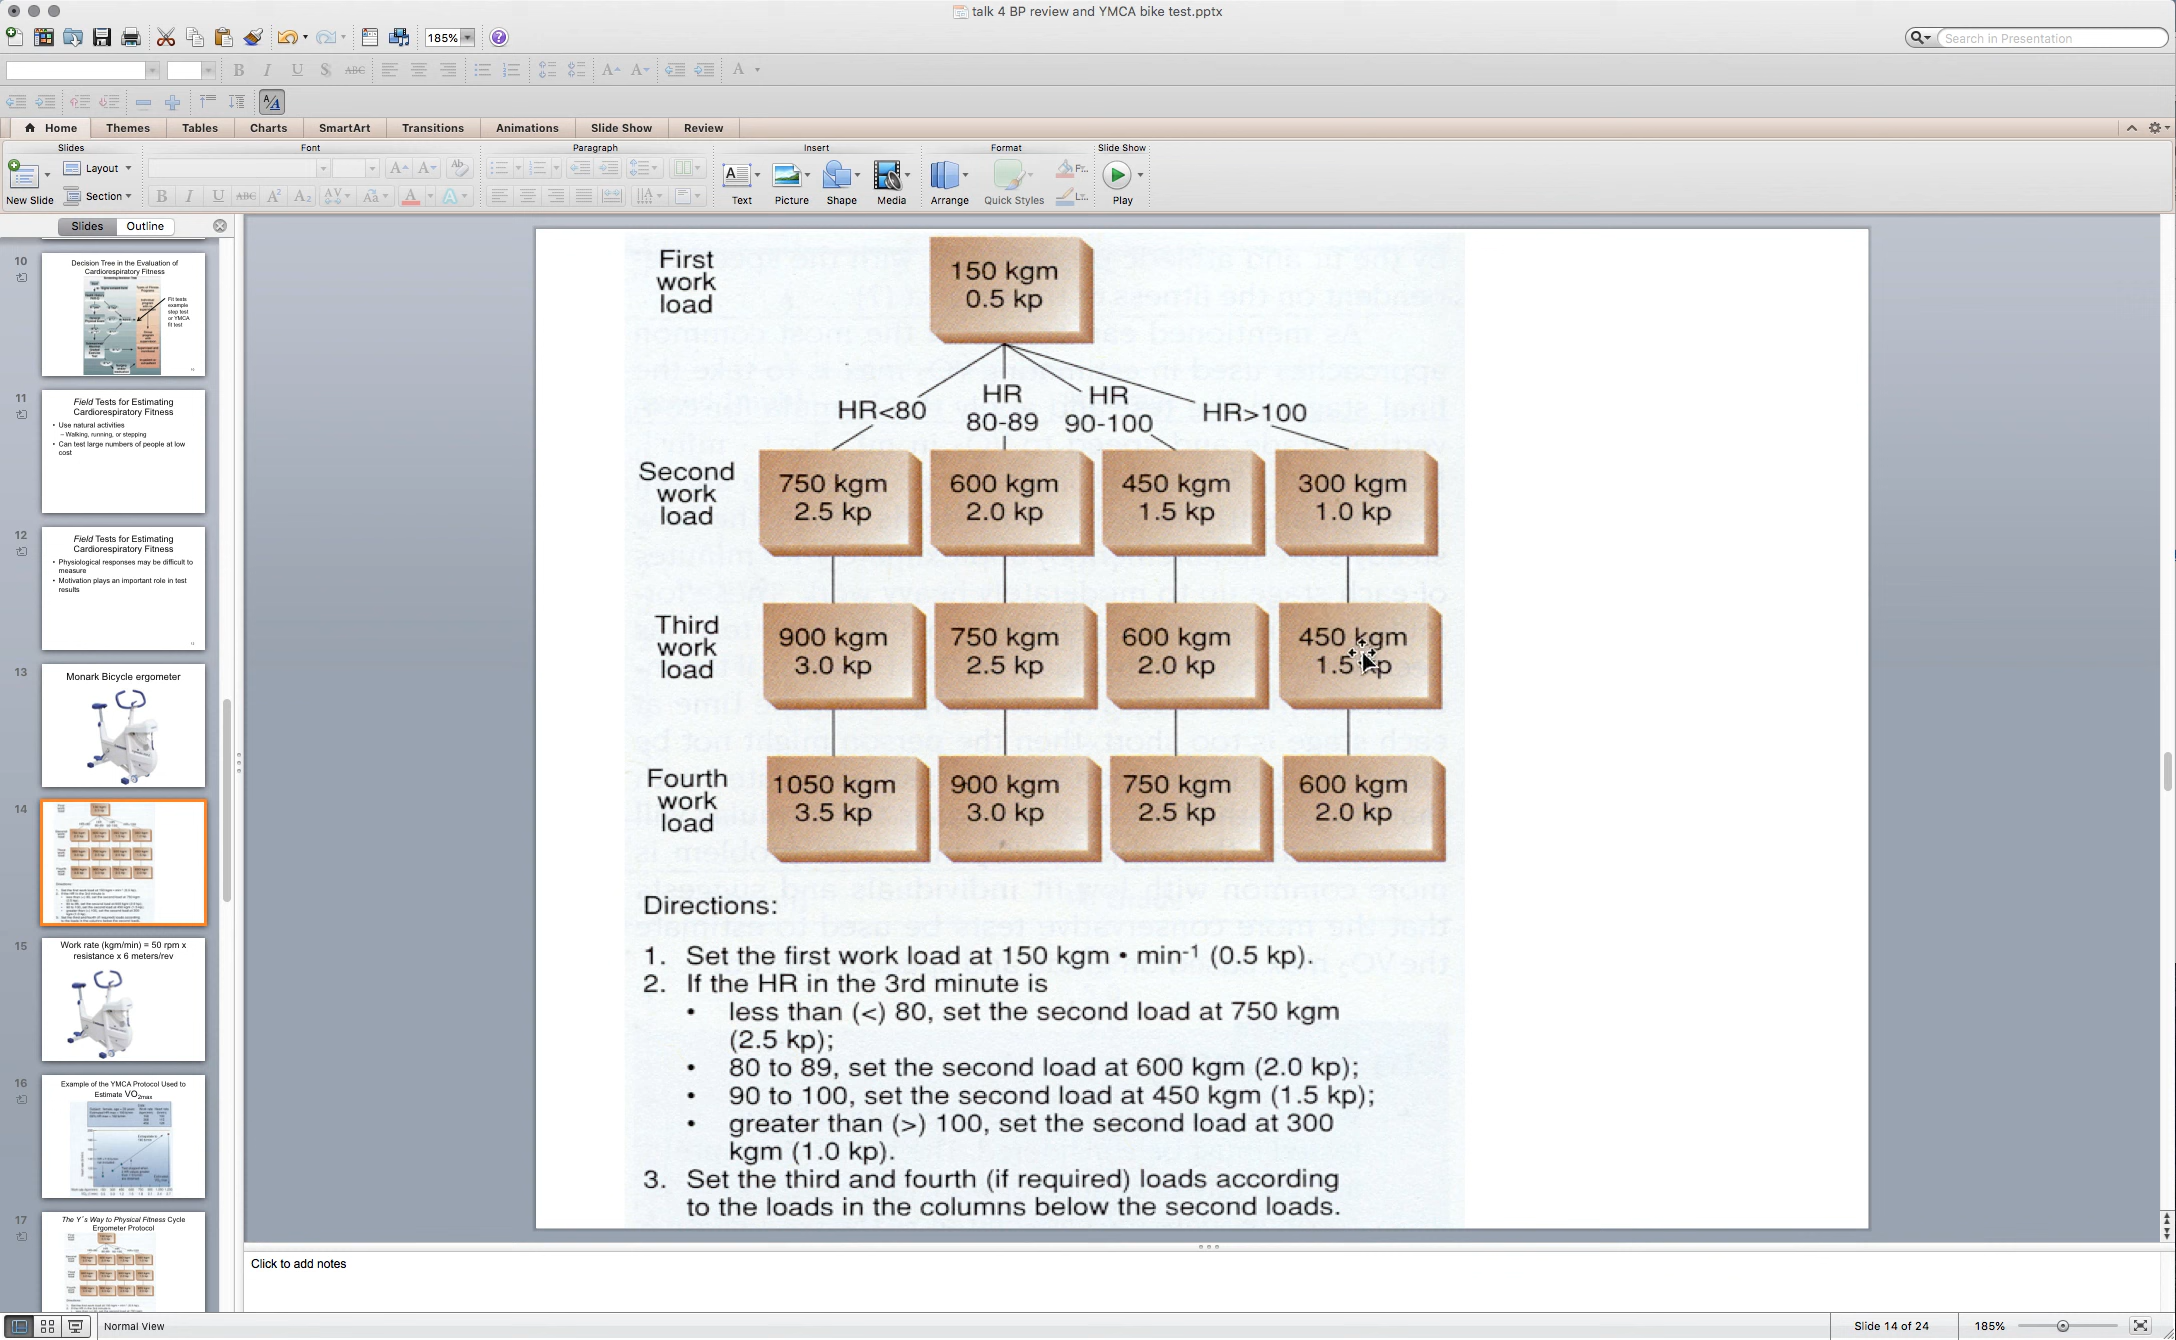 talk 4 BP review and YMCA bike test.pptx
185%
Search in Presentation
Home Themes Tables Charts SmartArt Transitions Animations Slide Show Review
Slides Font Paragraph Insert Format Slide Show
New Slide Layout Section Text Picture Shape Media Arrange Quick Styles Play
Slides Outline
10
Decision Tree in the Evaluation of
Cardiorespiratory Fitness
Fit tests
example
step test
or YMCA
fit test
11
Field Tests for Estimating
Cardiorespiratory Fitness
• Use natural activities
– Walking, running, or stepping
• Can test large numbers of people at low
cost
12
Field Tests for Estimating
Cardiorespiratory Fitness
• Physiological responses may be difficult to
measure
• Motivation plays an important role in test
results
13
Monark Bicycle ergometer
14
15
Work rate (kgm/min) = 50 rpm x
resistance x 6 meters/rev
16
Example of the YMCA Protocol Used to
Estimate VO2max
17
The Y's Way to Physical Fitness Cycle
Ergometer Protocol
First
work
load
150 kgm
0.5 kp
HR<80
HR
80-89
HR
90-100
HR>100
Second
work
load
750 kgm
2.5 kp
600 kgm
2.0 kp
450 kgm
1.5 kp
300 kgm
1.0 kp
Third
work
load
900 kgm
3.0 kp
750 kgm
2.5 kp
600 kgm
2.0 kp
450 kgm
1.5 kp
Fourth
work
load
1050 kgm
3.5 kp
900 kgm
3.0 kp
750 kgm
2.5 kp
600 kgm
2.0 kp
Directions:
1. Set the first work load at 150 kgm • min-1 (0.5 kp).
2. If the HR in the 3rd minute is
• less than (<) 80, set the second load at 750 kgm
(2.5 kp);
• 80 to 89, set the second load at 600 kgm (2.0 kp);
• 90 to 100, set the second load at 450 kgm (1.5 kp);
• greater than (>) 100, set the second load at 300
kgm (1.0 kp).
3. Set the third and fourth (if required) loads according
to the loads in the columns below the second loads.
Click to add notes
Normal View
Slide 14 of 24
185%